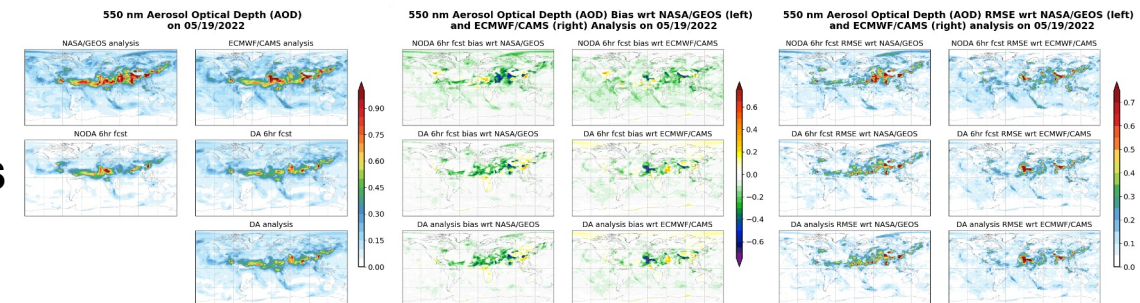 550 nm Aerosol Optical Depth (AOD)
on 05/19/2022
NASA/GEOS analysis
ECMWF/CAMS analysis
NODA 6hr fcst
DA 6hr fcst
DA analysis
0.90
0.75
0.60
0.45
0.30
0.15
0.00
550 nm Aerosol Optical Depth (AOD) Bias wrt NASA/GEOS (left)
and ECMWF/CAMS (right) Analysis on 05/19/2022
NODA 6hr fcst bias wrt NASA/GEOS
NODA 6hr fcst bias wrt ECMWF/CAMS
DA 6hr fcst bias wrt NASA/GEOS
DA 6hr fcst bias wrt ECMWF/CAMS
DA analysis bias wrt NASA/GEOS
DA analysis bias wrt ECMWF/CAMS
0.6
0.4
0.2
0.0
−0.2
−0.4
−0.6
550 nm Aerosol Optical Depth (AOD) RMSE wrt NASA/GEOS (left)
and ECMWF/CAMS (right) analysis on 05/19/2022
NODA 6hr fcst RMSE wrt NASA/GEOS
NODA 6hr fcst RMSE wrt ECMWF/CAMS
DA 6hr fcst RMSE wrt NASA/GEOS
DA 6hr fcst RMSE wrt ECMWF/CAMS
DA analysis RMSE wrt NASA/GEOS
DA analysis RMSE wrt ECMWF/CAMS
0.7
0.6
0.5
0.4
0.3
0.2
0.1